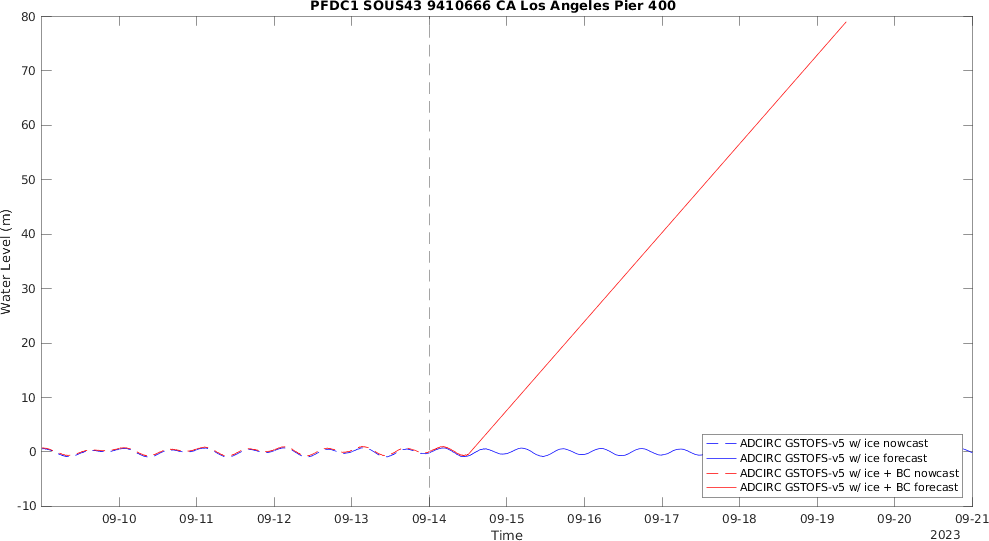 PFDC1 SOUS43 9410666 CA Los Angeles Pier 400
80
70
60
50
40
30
20
10
0
-10
Water Level (m)
09-10 09-11 09-12 09-13 09-14 09-15 09-16 09-17 09-18 09-19 09-20 09-21
2023
Time
ADCIRC GSTOFS-v5 w/ ice nowcast
ADCIRC GSTOFS-v5 w/ ice forecast
ADCIRC GSTOFS-v5 w/ ice + BC nowcast
ADCIRC GSTOFS-v5 w/ ice + BC forecast